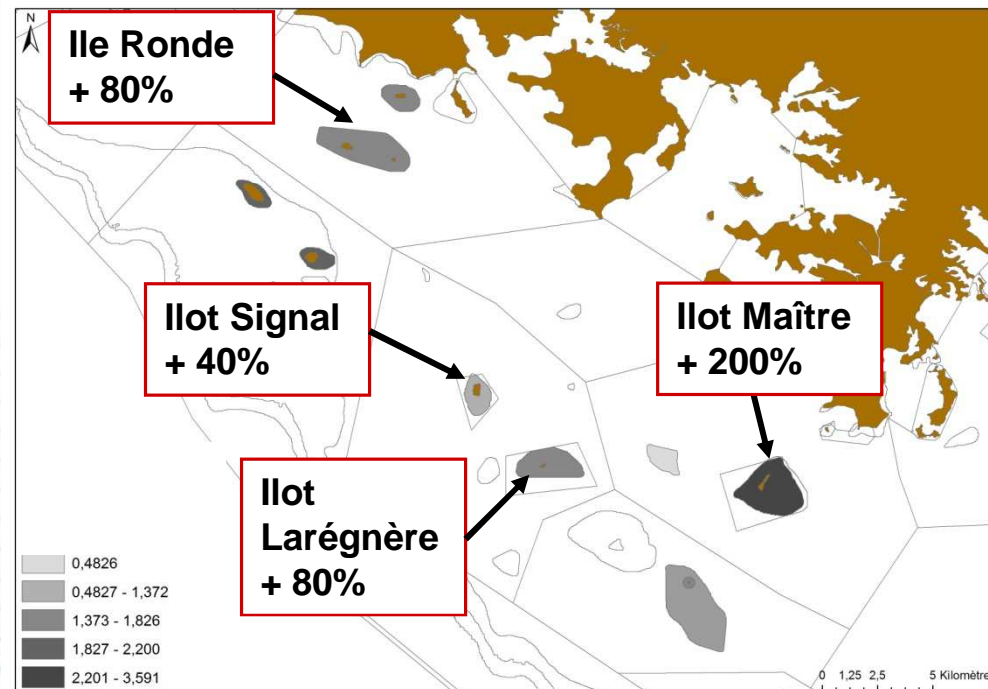 N
Ile Ronde
+ 80%
Ilot Signal
+ 40%
Ilot Maître
+ 200%
Ilot
Larégnère
+ 80%
0,4826
0,4827 - 1,372
1,373 - 1,826
1,827 - 2,200
2,201 - 3,591
0 1,25 2,5 5 Kilomètre